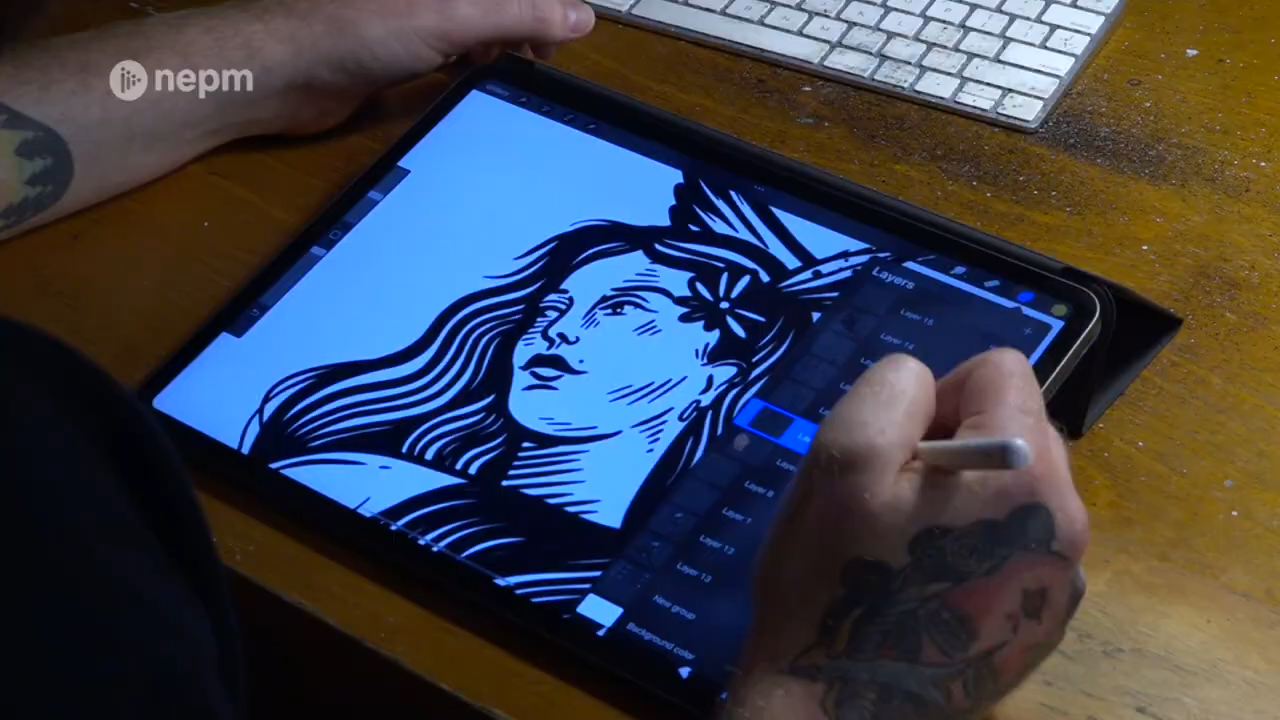 nepm
Layers
Layer 15
Layer 14
Layer 8
Layer 1
Layer 13
Layer 13
New group
Background color